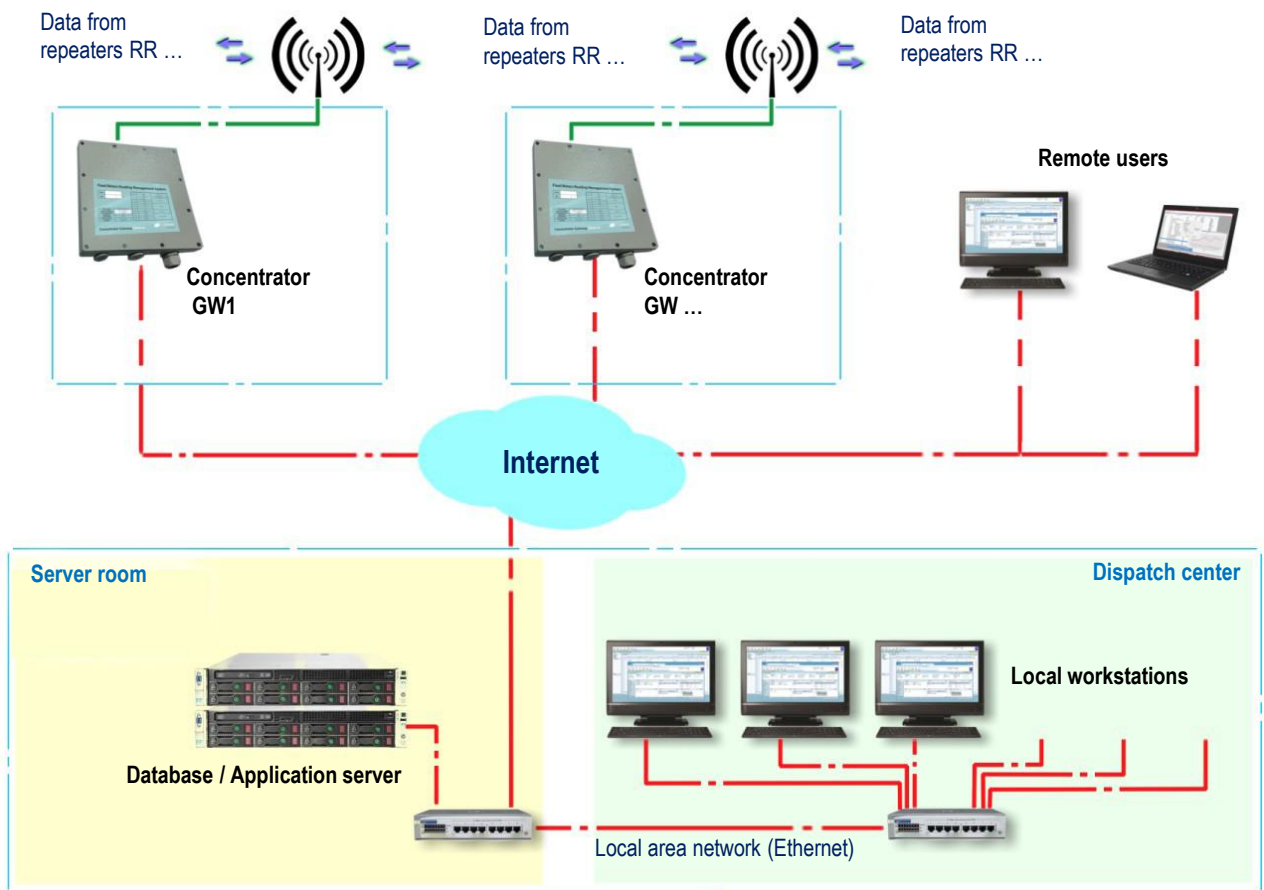 Data from
repeaters RR …
Data from
repeaters RR …
Data from
repeaters RR …
Remote users
Concentrator
GW1
Concentrator
GW …
Internet
Server room
Dispatch center
Local workstations
Database / Application server
Local area network (Ethernet)